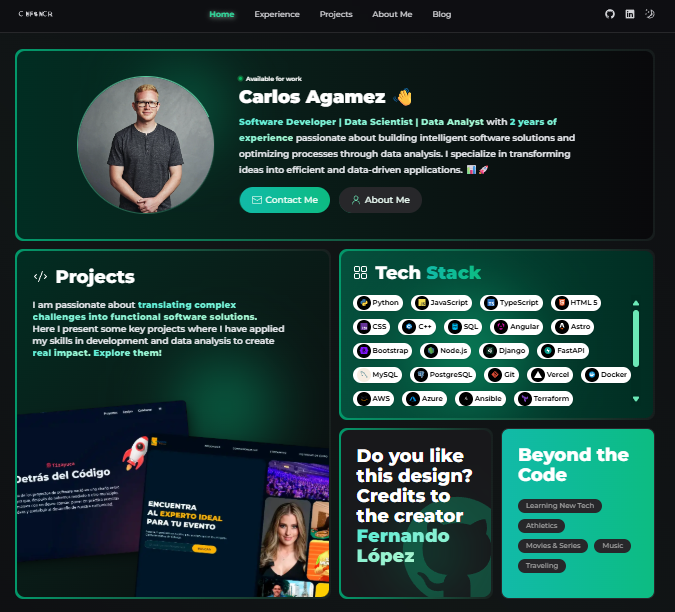 Home Experience Projects About Me Blog
Available for work
Carlos Agamez
Software Developer | Data Scientist | Data Analyst with 2 years of
experience passionate about building intelligent software solutions and
optimizing processes through data analysis. I specialize in transforming
ideas into efficient and data-driven applications.
Contact Me About Me
Projects
I am passionate about translating complex
challenges into functional software solutions.
Here I present some key projects where I have applied
my skills in development and data analysis to create
real impact. Explore them!
Detrás del Código
ENCUENTRA
AL EXPERTO IDEAL
PARA TU EVENTO
Tech Stack
Python JavaScript TypeScript HTML 5
CSS C++ SQL Angular Astro
Bootstrap Node.js Django FastAPI
MySQL PostgreSQL Git Vercel Docker
AWS Azure Ansible Terraform
Do you like
this design?
Credits to
the creator
Fernando
López
Beyond the
Code
Learning New Tech
Athletics
Movies & Series Music
Traveling